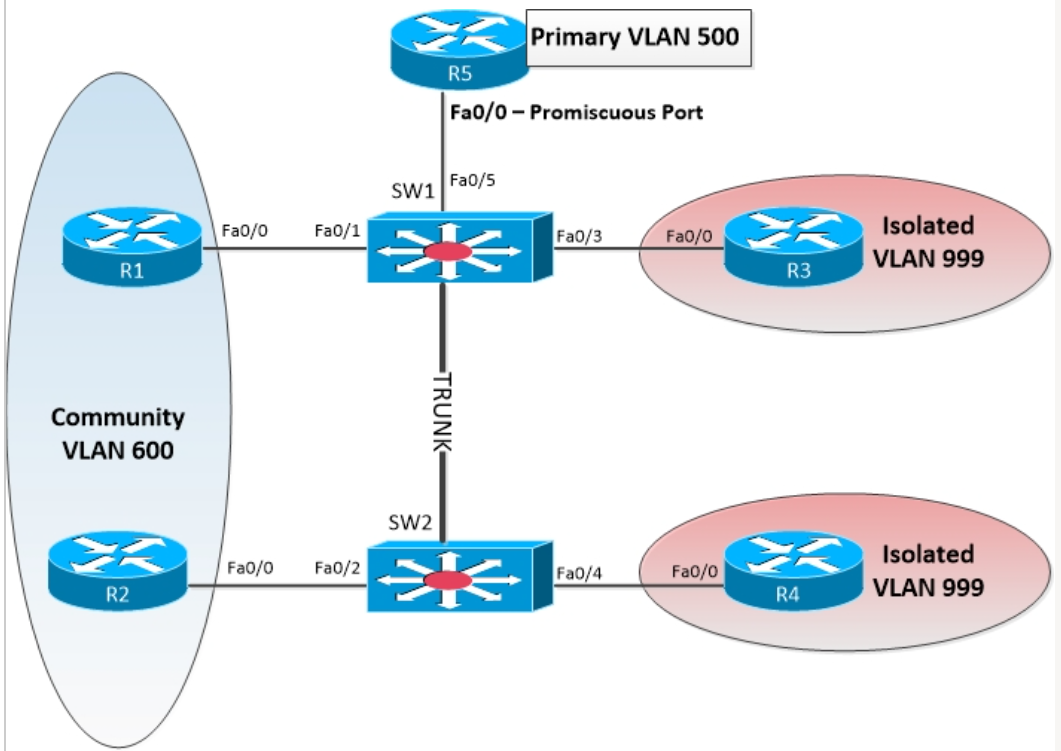 Primary VLAN 500
R5
Fa0/0 – Promiscuous Port
Fa0/5
SW1
Fa0/0
Fa0/1
R1
Fa0/3
Fa0/0
R3
Isolated
VLAN 999
TRUNK
Community
VLAN 600
SW2
Fa0/0
Fa0/2
R2
Fa0/4
Fa0/0
R4
Isolated
VLAN 999